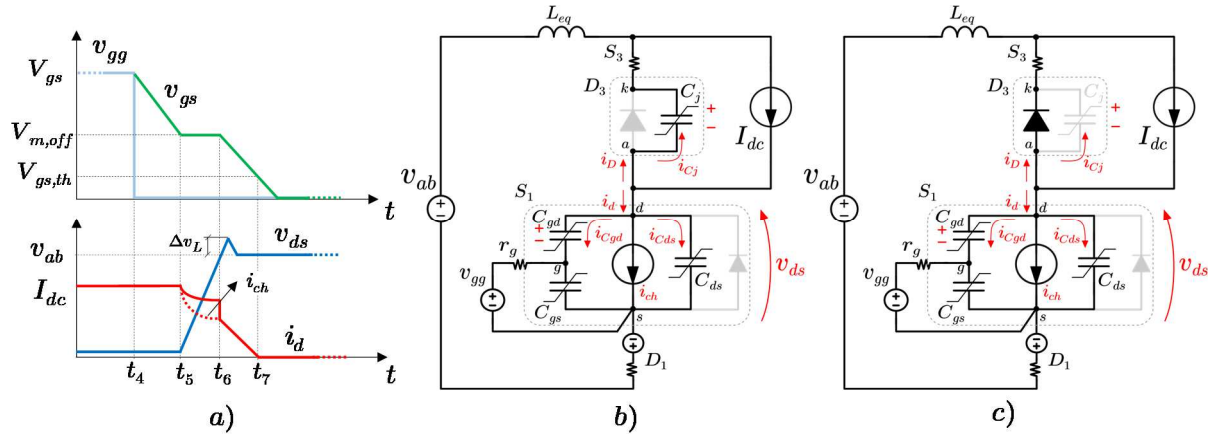 v_gg
V_gs
v_gs
V_m,off
V_gs,th
t
v_ab
Δv_L
v_ds
I_dc
i_ch
i_d
t_4 t_5 t_6 t_7
t
a)
L_eq
S_3
D_3
k
C_j
+
−
a
i_D
i_Cj
I_dc
v_ab
S_1
i_d
d
C_gd
+
−
i_Cgd
i_Cds
r_g
v_gg
g
C_gs
i_ch
C_ds
v_ds
s
D_1
b)
L_eq
S_3
D_3
k
C_j
+
−
a
i_D
i_Cj
I_dc
v_ab
S_1
i_d
d
C_gd
+
−
i_Cgd
i_Cds
r_g
v_gg
g
C_gs
i_ch
C_ds
v_ds
s
D_1
c)